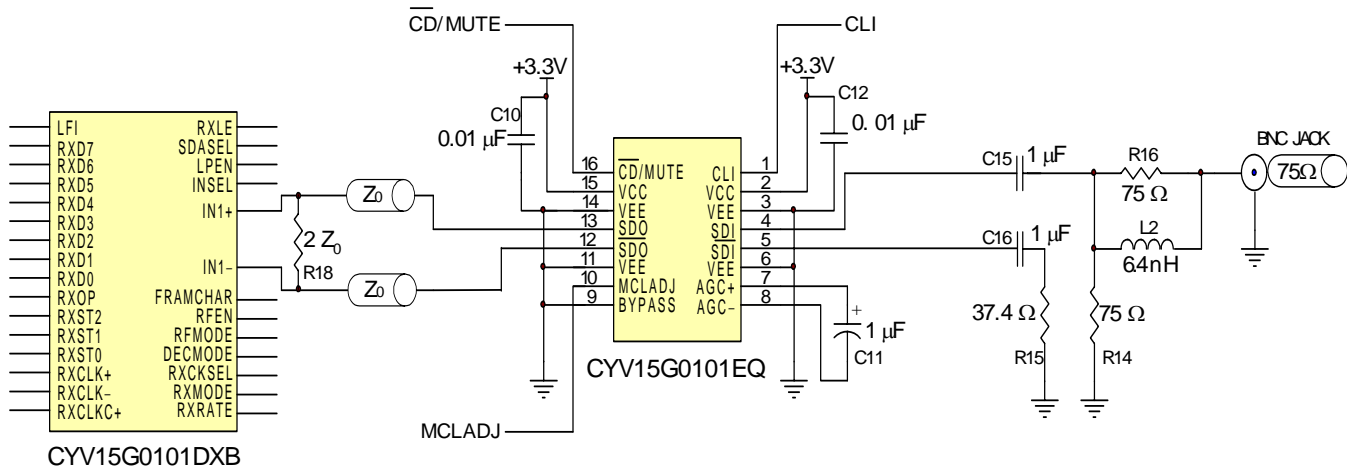 C̅D̅/MUTE
CLI
+3.3V
+3.3V
C10
0.01 μF
C12
0. 01 μF
LFI
RXD7
RXD6
RXD5
RXD4
RXD3
RXD2
RXD1
RXD0
RXOP
RXST2
RXST1
RXST0
RXCLK+
RXCLK−
RXCLKC+
RXLE
SDASEL
LPEN
INSEL
IN1+
IN1−
FRAMCHAR
RFEN
RFMODE
DECMODE
RXCKSEL
RXMODE
RXRATE
CYV15G0101DXB
Z0
2 Z0
R18
Z0
16
15
14
13
12
11
10
9
C̅D̅/MUTE
VCC
VEE
SDO
S̅D̅O̅
VEE
MCLADJ
BYPASS
CLI
VCC
VEE
SDI
S̅D̅I̅
VEE
AGC+
AGC−
1
2
3
4
5
6
7
8
CYV15G0101EQ
MCLADJ
+
1 μF
C11
C15
1 μF
C16
1 μF
R16
75 Ω
L2
6.4nH
37.4 Ω
R15
75 Ω
R14
BNC JACK
75Ω